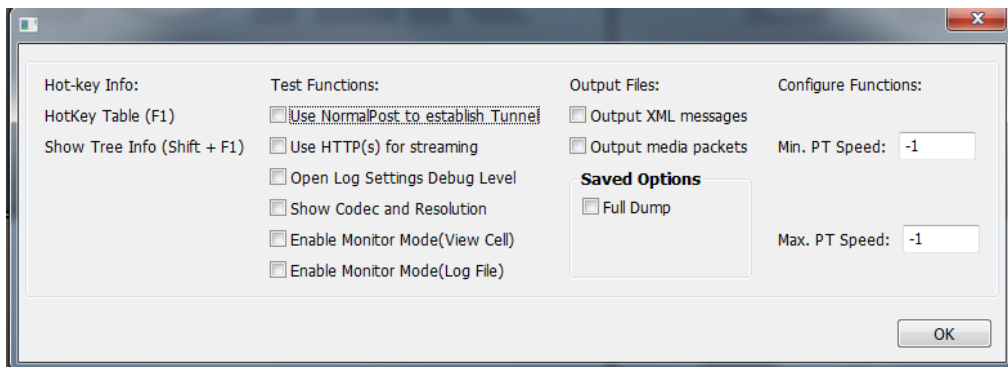 Hot-key Info:
HotKey Table (F1)
Show Tree Info (Shift + F1)
Test Functions:
Use NormalPost to establish Tunnel
Use HTTP(s) for streaming
Open Log Settings Debug Level
Show Codec and Resolution
Enable Monitor Mode(View Cell)
Enable Monitor Mode(Log File)
Output Files:
Output XML messages
Output media packets
Saved Options
Full Dump
Configure Functions:
Min. PT Speed: -1
Max. PT Speed: -1
OK